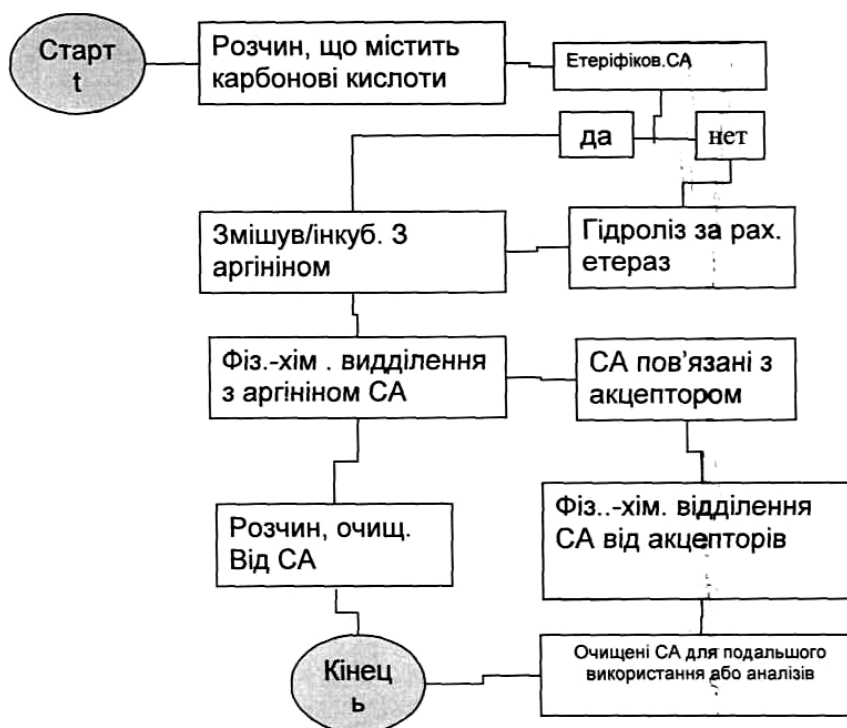 Старт
t
Розчин, що містить
карбонові кислоти
Етеріфіков.СА
да
нет
Змішув/інкуб. З
аргініном
Гідроліз за рах.
етераз
Фіз.-хім . видділення
з аргініном СА
СА пов’язані з
акцептором
Розчин, очищ.
Від СА
Фіз..-хім. відділення
СА від акцепторів
Кінец
ь
Очищені СА для подальшого
використання або аналізів